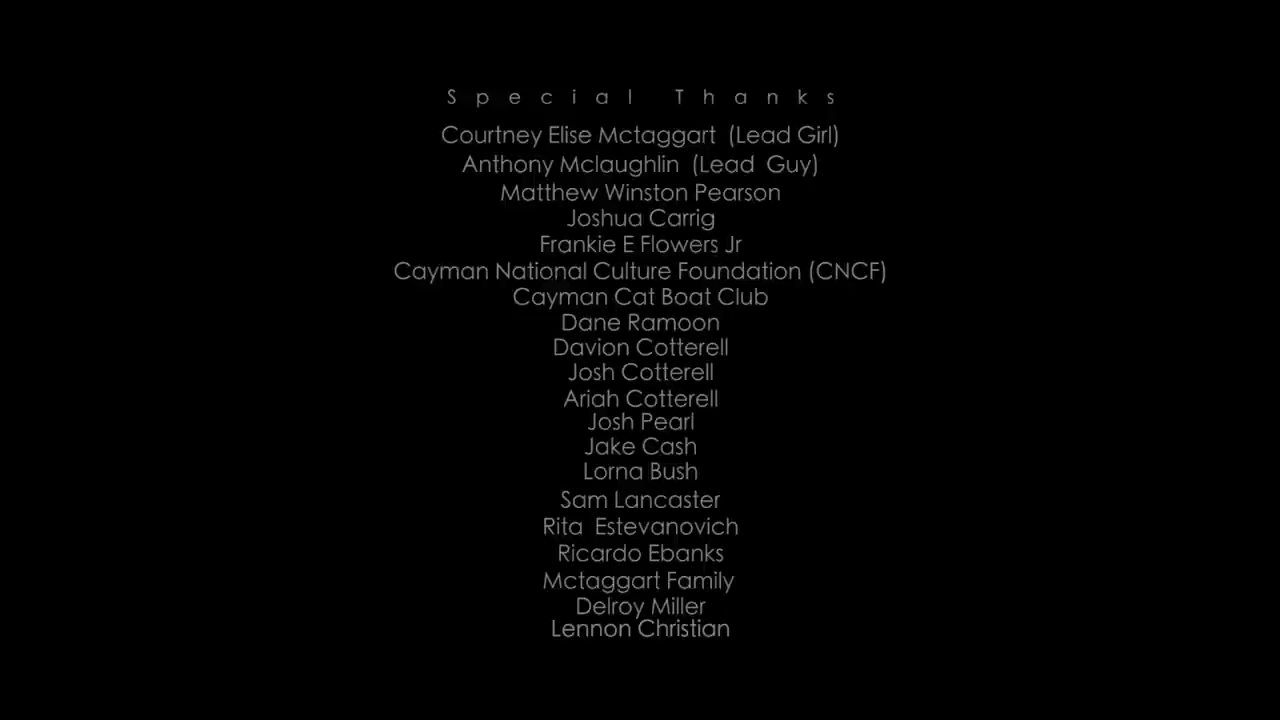 Special Thanks
Courtney Elise Mctaggart (Lead Girl)
Anthony Mclaughlin (Lead Guy)
Matthew Winston Pearson
Joshua Carrig
Frankie E Flowers Jr
Cayman National Culture Foundation (CNCF)
Cayman Cat Boat Club
Dane Ramoon
Davion Cotterell
Josh Cotterell
Ariah Cotterell
Josh Pearl
Jake Cash
Lorna Bush
Sam Lancaster
Rita Estevanovich
Ricardo Ebanks
Mctaggart Family
Delroy Miller
Lennon Christian